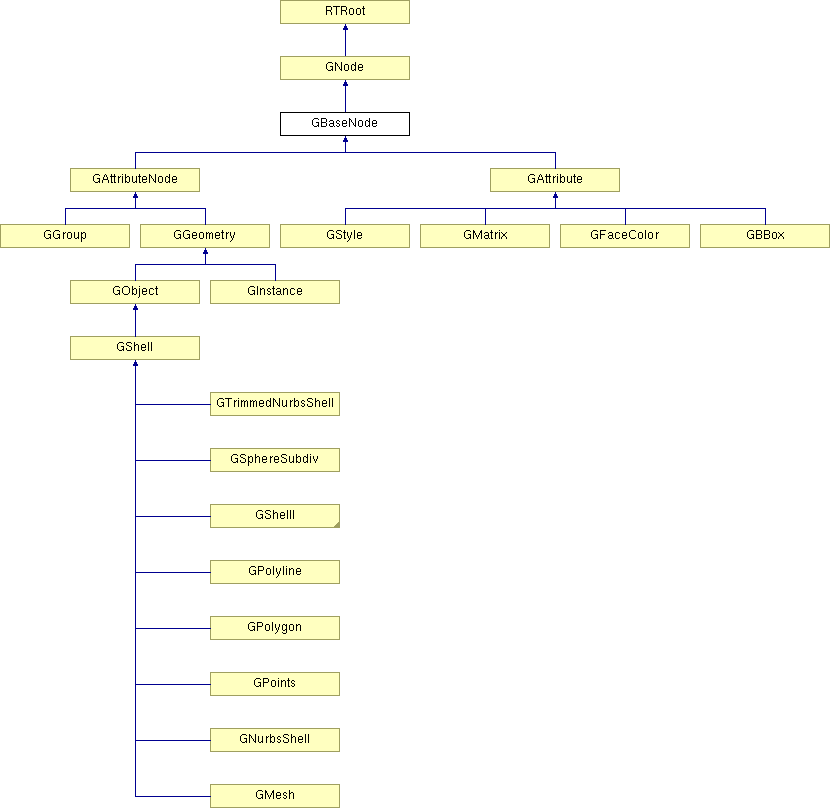 RTRoot
GNode
GBaseNode
GAttributeNode
GAttribute
GGroup
GGeometry
GStyle
GMatrix
GFaceColor
GBBox
GObject
GInstance
GShell
GTrimmedNurbsShell
GSphereSubdiv
GShellI
GPolyline
GPolygon
GPoints
GNurbsShell
GMesh